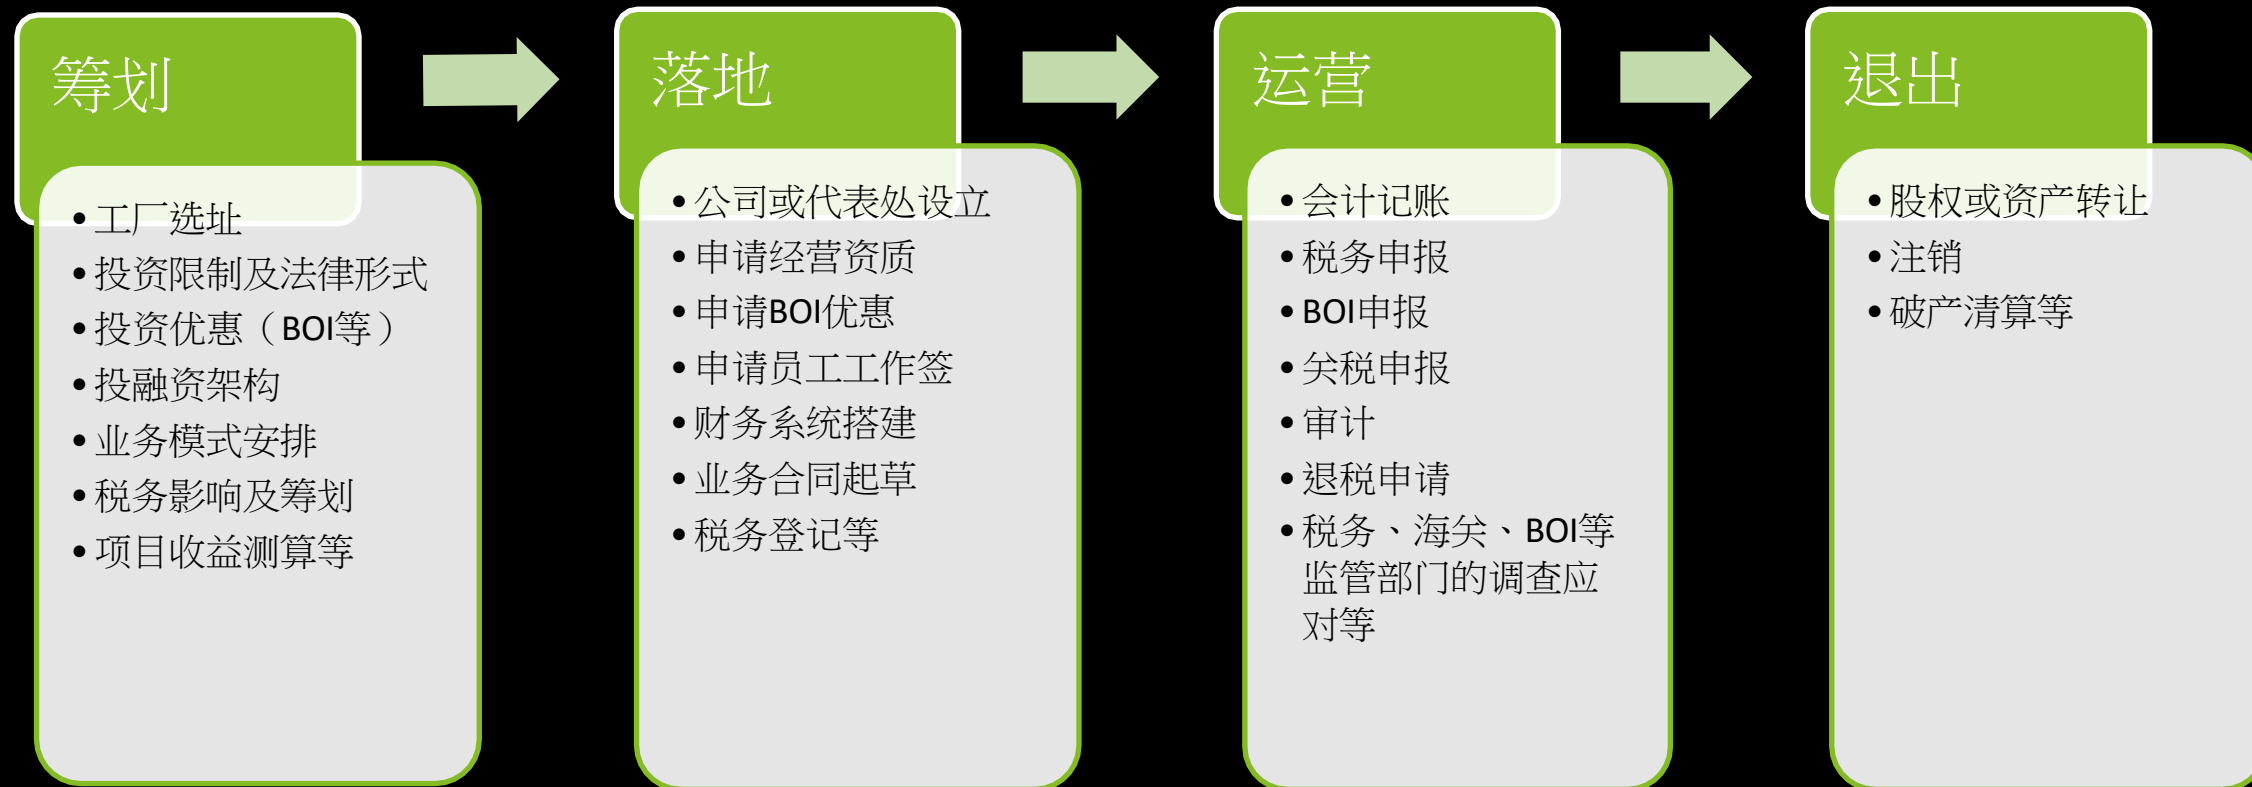 筹划
• 工厂选址
• 投资限制及法律形式
• 投资优惠（BOI等）
• 投融资架构
• 业务模式安排
• 税务影响及筹划
• 项目收益测算等
落地
• 公司或代表处设立
• 申请经营资质
• 申请BOI优惠
• 申请员工工作签
• 财务系统搭建
• 业务合同起草
• 税务登记等
运营
• 会计记账
• 税务申报
• BOI申报
• 关税申报
• 审计
• 退税申请
• 税务、海关、BOI等
监管部门的调查应
对等
退出
• 股权或资产转让
• 注销
• 破产清算等